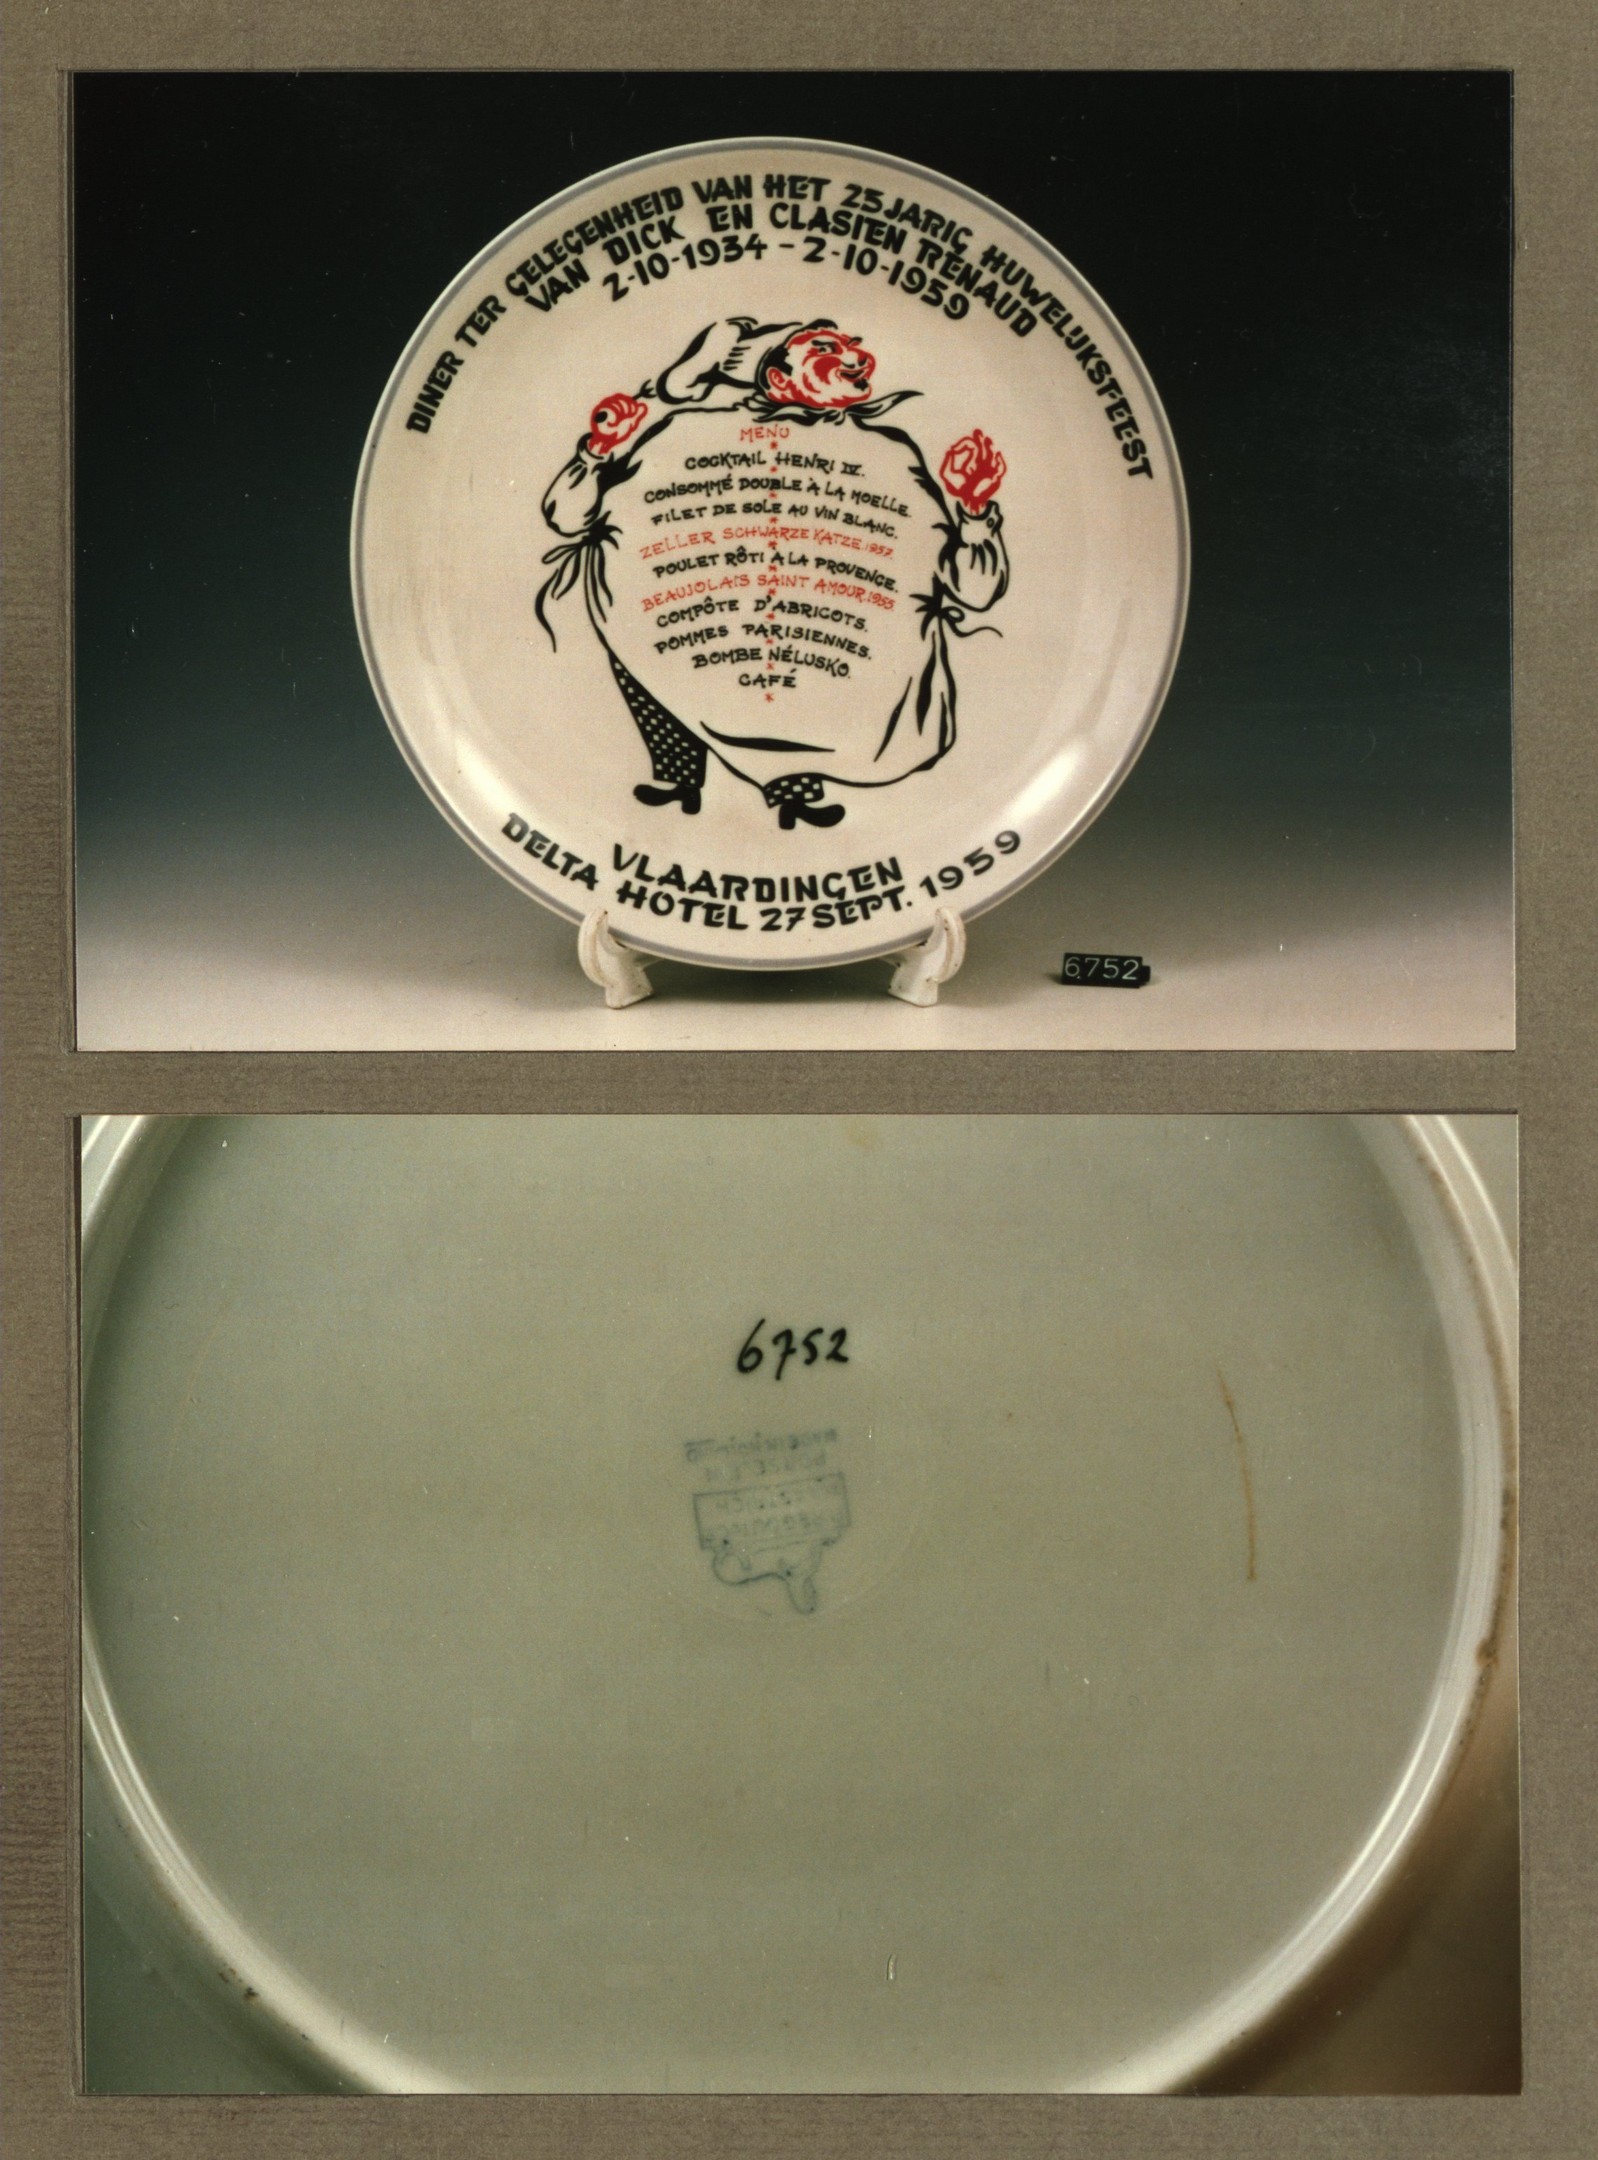 DINER TER GELEGENHEID VAN HET 25JARIG HUWELIJKSFEEST
VAN DICK EN CLASIEN RENAUD
2-10-1934 - 2-10-1959
MENU
COCKTAIL HENRI IV.
CONSOMMÉ DOUBLE À LA MOELLE.
FILET DE SOLE AU VIN BLANC.
ZELLER SCHWARZE KATZE.1957.
POULET RÔTI A LA PROVENCE.
BEAUJOLAIS SAINT AMOUR.1955.
COMPÔTE D'ABRICOTS.
POMMES PARISIENNES.
BOMBE NÉLUSKO.
CAFÉ
VLAARDINGEN
DELTA HOTEL 27 SEPT. 1959
6752
6752